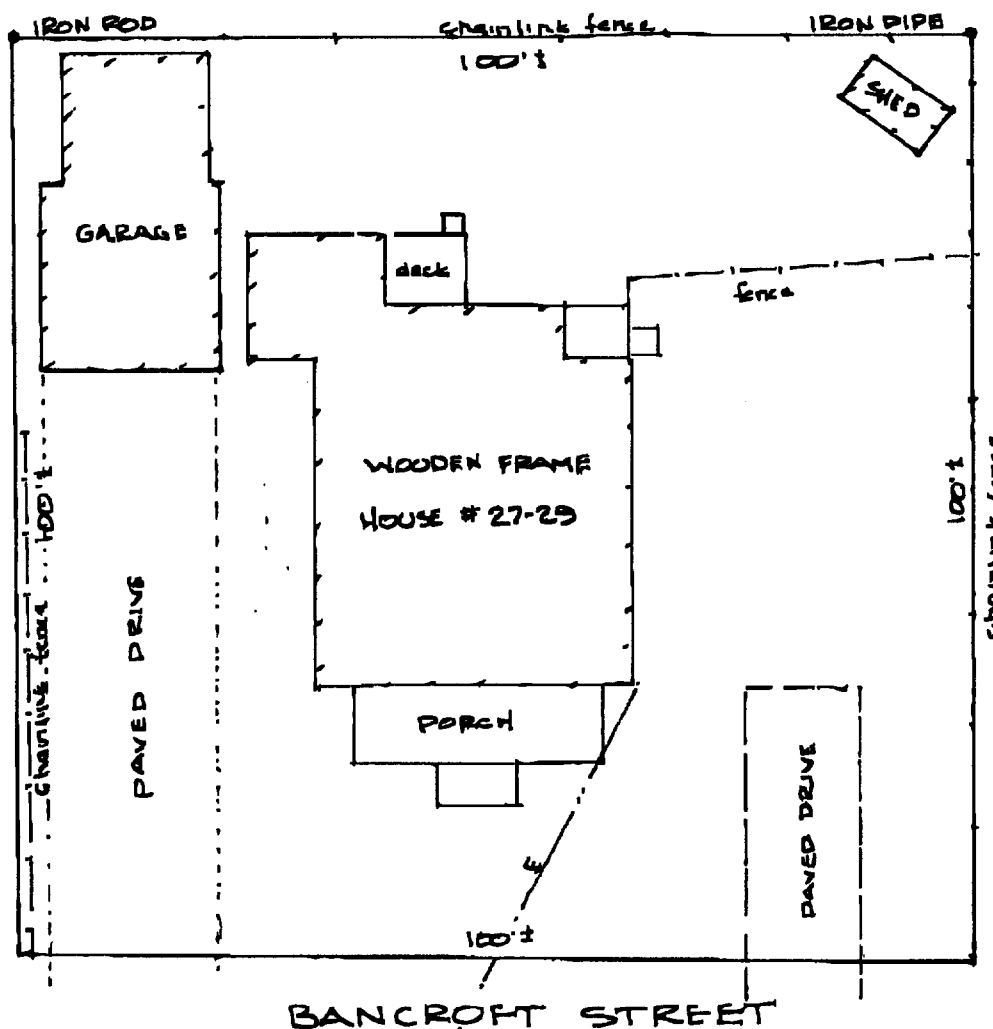 IRON ROD
chainlink fence
IRON PIPE
100'±
SHED
GARAGE
deck
fence
WOODEN FRAME
HOUSE # 27-29
100'±
chainlink fence
100'±
chainlink fence
PAVED DRIVE
PORCH
PAVED DRIVE
E
100'±
BANCROFT STREET